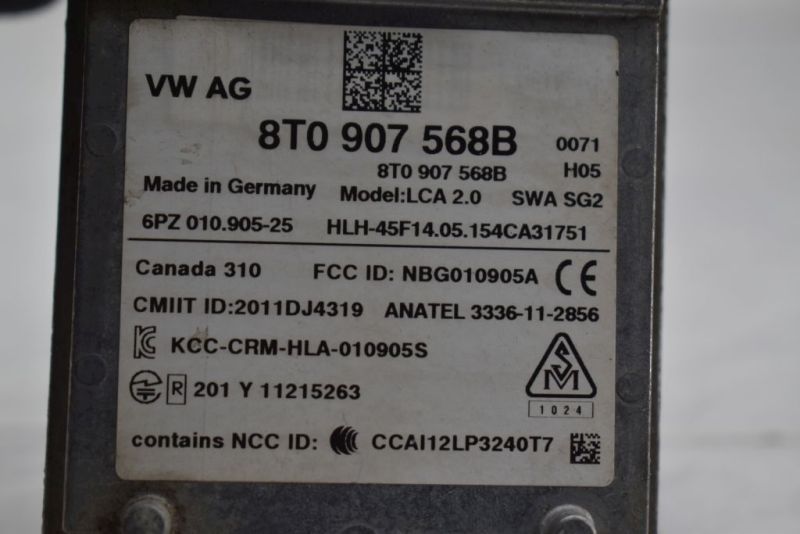 VW AG
8T0 907 568B 0071
8T0 907 568B H05
Made in Germany Model:LCA 2.0 SWA SG2
6PZ 010.905-25 HLH-45F14.05.154CA31751
Canada 310 FCC ID: NBG010905A CE
CMIIT ID:2011DJ4319 ANATEL 3336-11-2856
KC KCC-CRM-HLA-010905S
SM
R 201 Y 11215263
1024
contains NCC ID: CCAI12LP3240T7